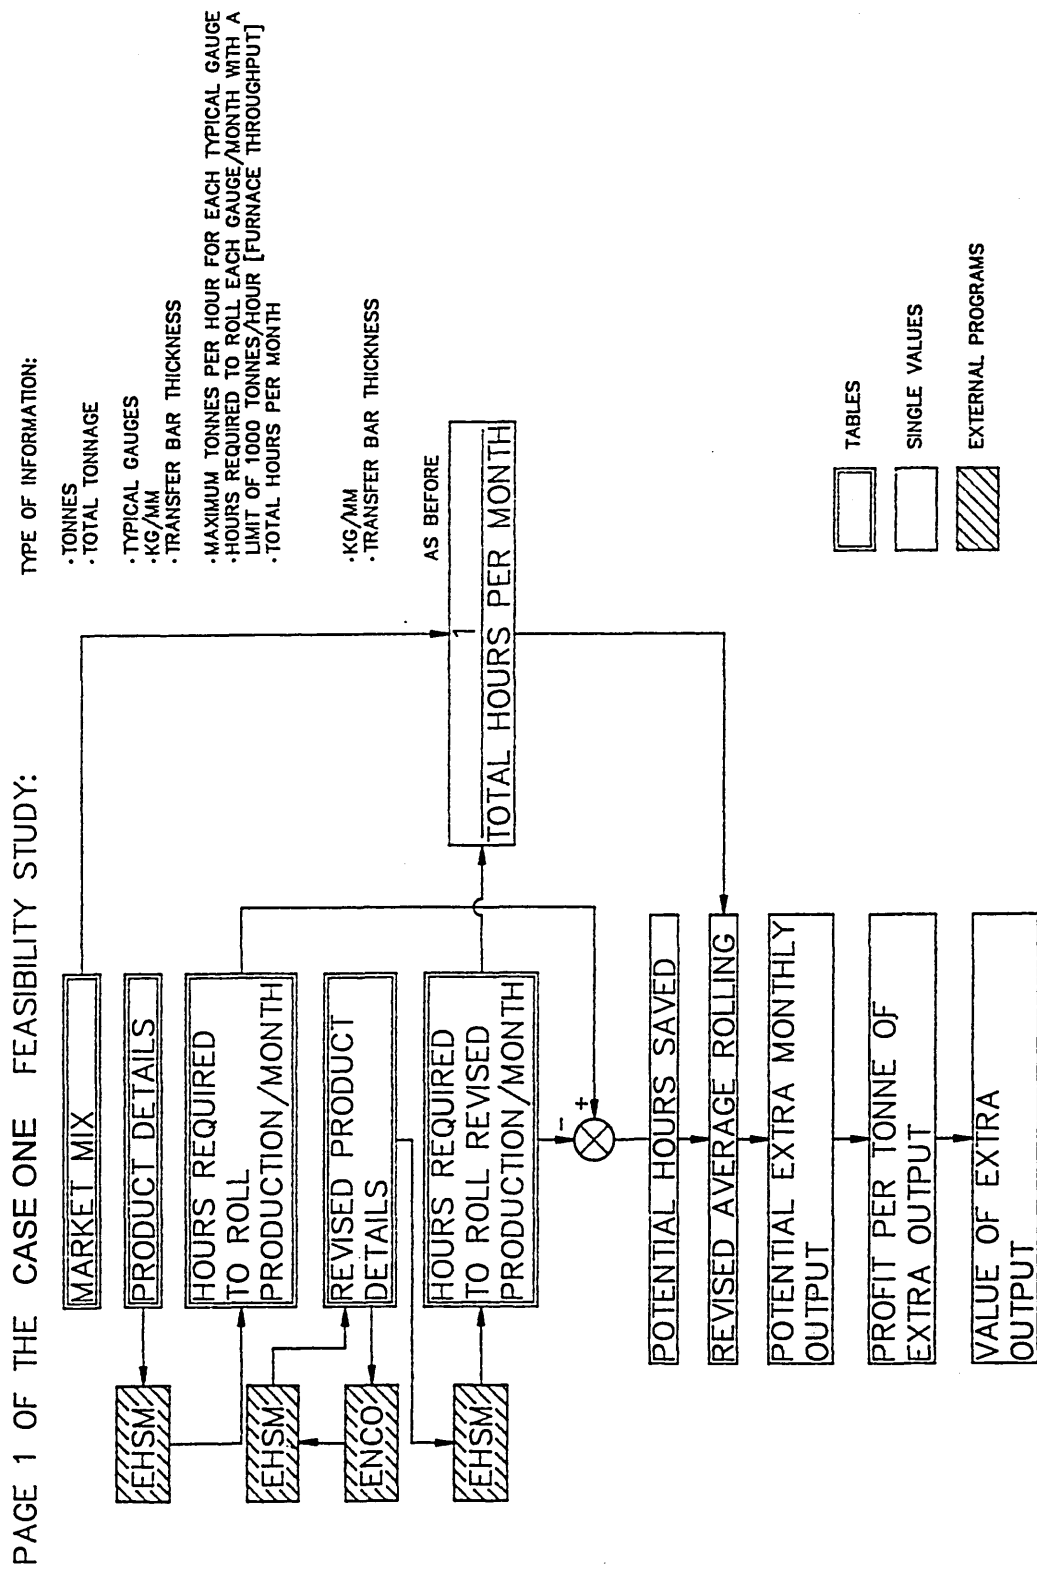 PAGE 1 OF THE CASE ONE FEASIBILITY STUDY:
TYPE OF INFORMATION:
MARKET MIX
· TONNES
· TOTAL TONNAGE
EHSM
PRODUCT DETAILS
· TYPICAL GAUGES
· KG/MM
· TRANSFER BAR THICKNESS
HOURS REQUIRED
TO ROLL
PRODUCTION/MONTH
· MAXIMUM TONNES PER HOUR FOR EACH TYPICAL GAUGE
· HOURS REQUIRED TO ROLL EACH GAUGE/MONTH WITH A
LIMIT OF 1000 TONNES/HOUR [FURNACE THROUGHPUT]
· TOTAL HOURS PER MONTH
EHSM
ENCO
REVISED PRODUCT
DETAILS
· KG/MM
· TRANSFER BAR THICKNESS
EHSM
HOURS REQUIRED
TO ROLL REVISED
PRODUCTION/MONTH
AS BEFORE
1
TOTAL HOURS PER MONTH
- +
POTENTIAL HOURS SAVED
REVISED AVERAGE ROLLING
POTENTIAL EXTRA MONTHLY
OUTPUT
PROFIT PER TONNE OF
EXTRA OUTPUT
VALUE OF EXTRA
OUTPUT
TABLES
SINGLE VALUES
EXTERNAL PROGRAMS